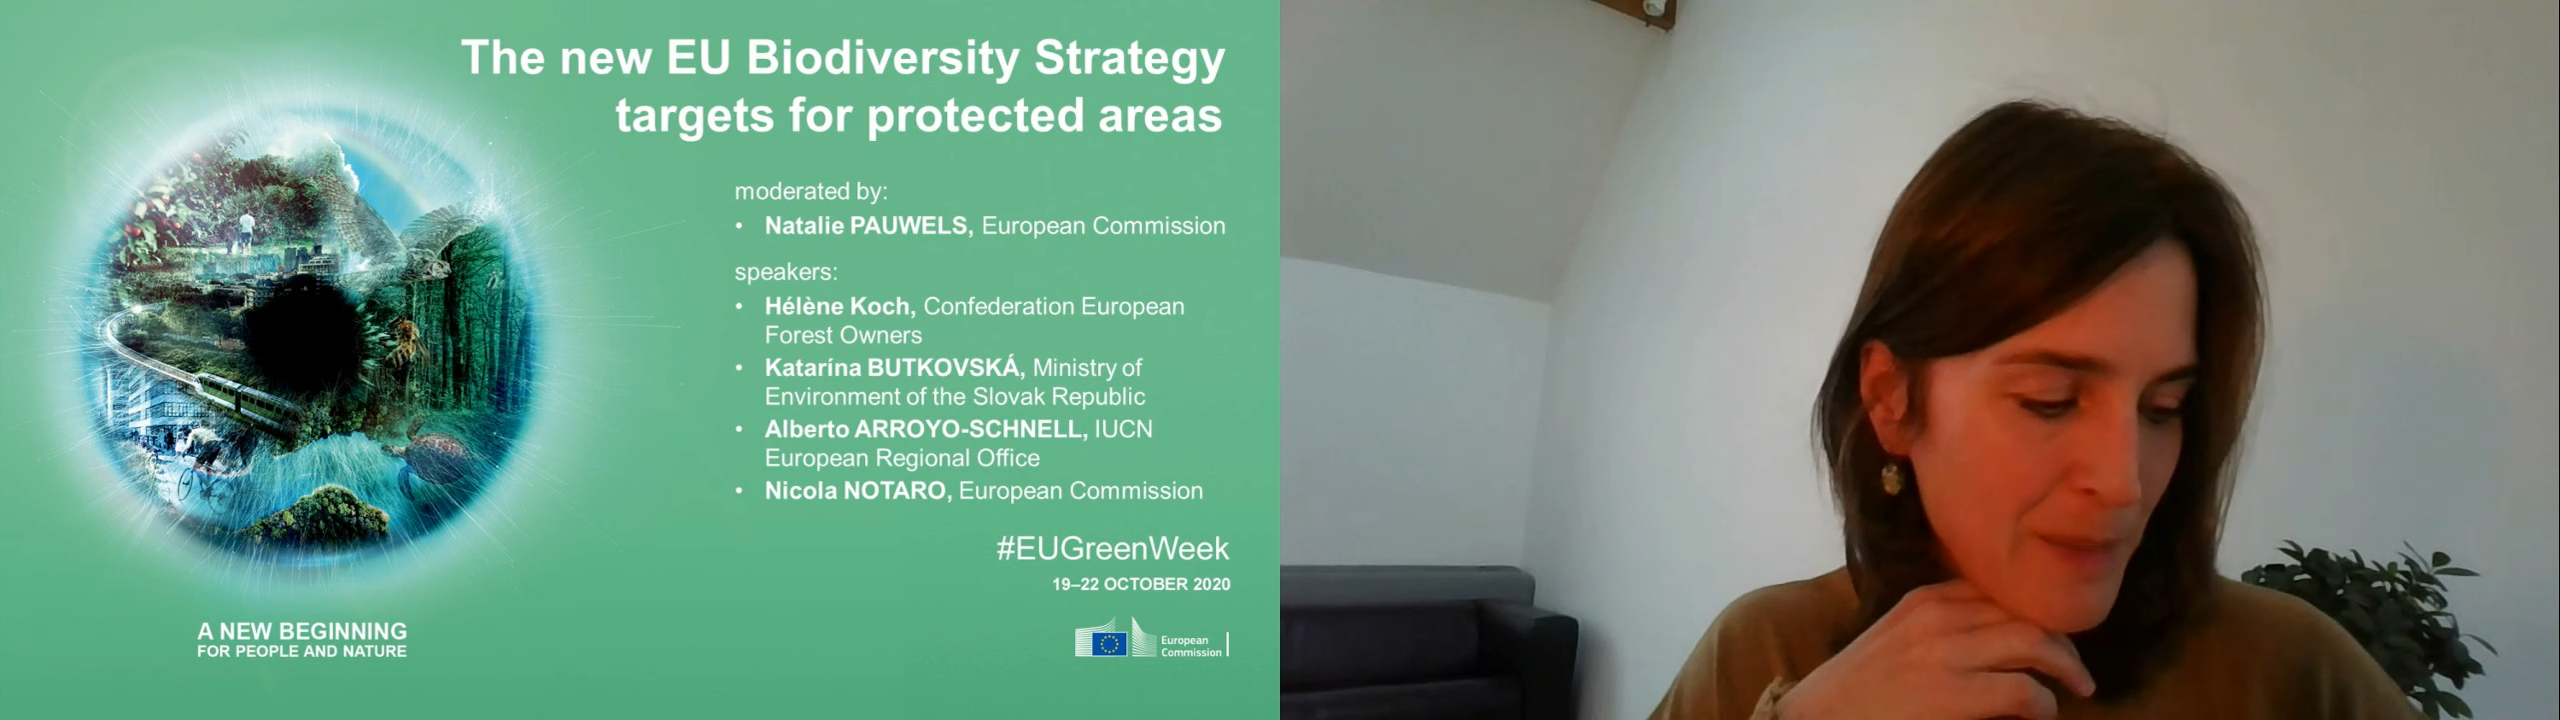 The new EU Biodiversity Strategy
targets for protected areas
moderated by:
• Natalie PAUWELS, European Commission
speakers:
• Hélène Koch, Confederation European
Forest Owners
• Katarína BUTKOVSKÁ, Ministry of
Environment of the Slovak Republic
• Alberto ARROYO-SCHNELL, IUCN
European Regional Office
• Nicola NOTARO, European Commission
#EUGreenWeek
19–22 OCTOBER 2020
A NEW BEGINNING
FOR PEOPLE AND NATURE
European
Commission